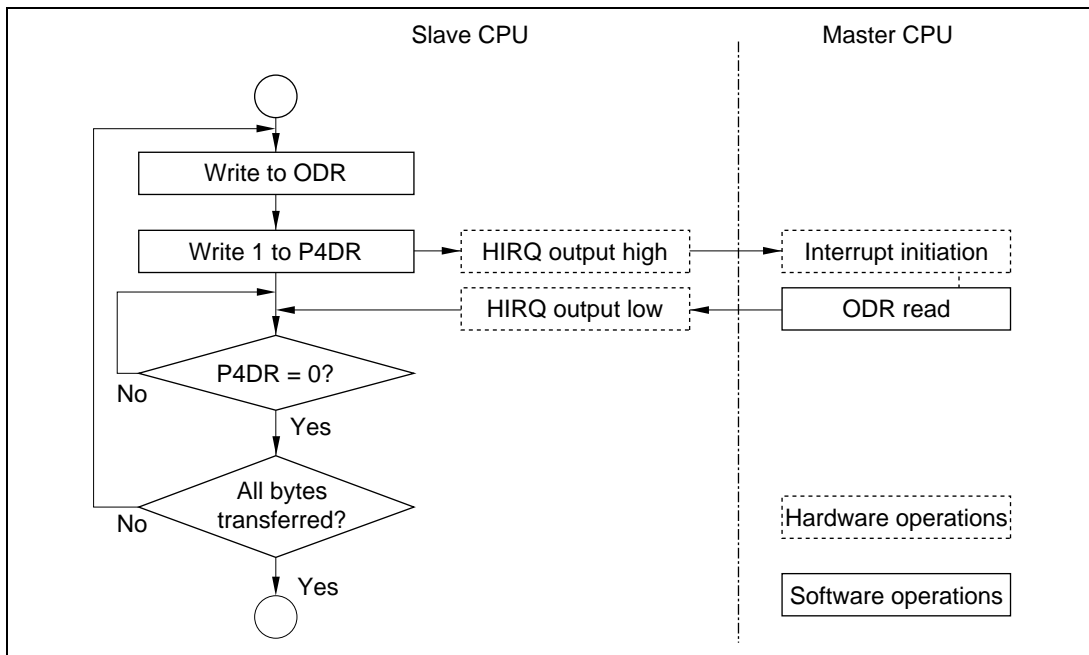 Slave CPU
Master CPU
Write to ODR
Write 1 to P4DR
HIRQ output high
Interrupt initiation
HIRQ output low
ODR read
P4DR = 0?
No
Yes
All bytes
transferred?
No
Yes
Hardware operations
Software operations